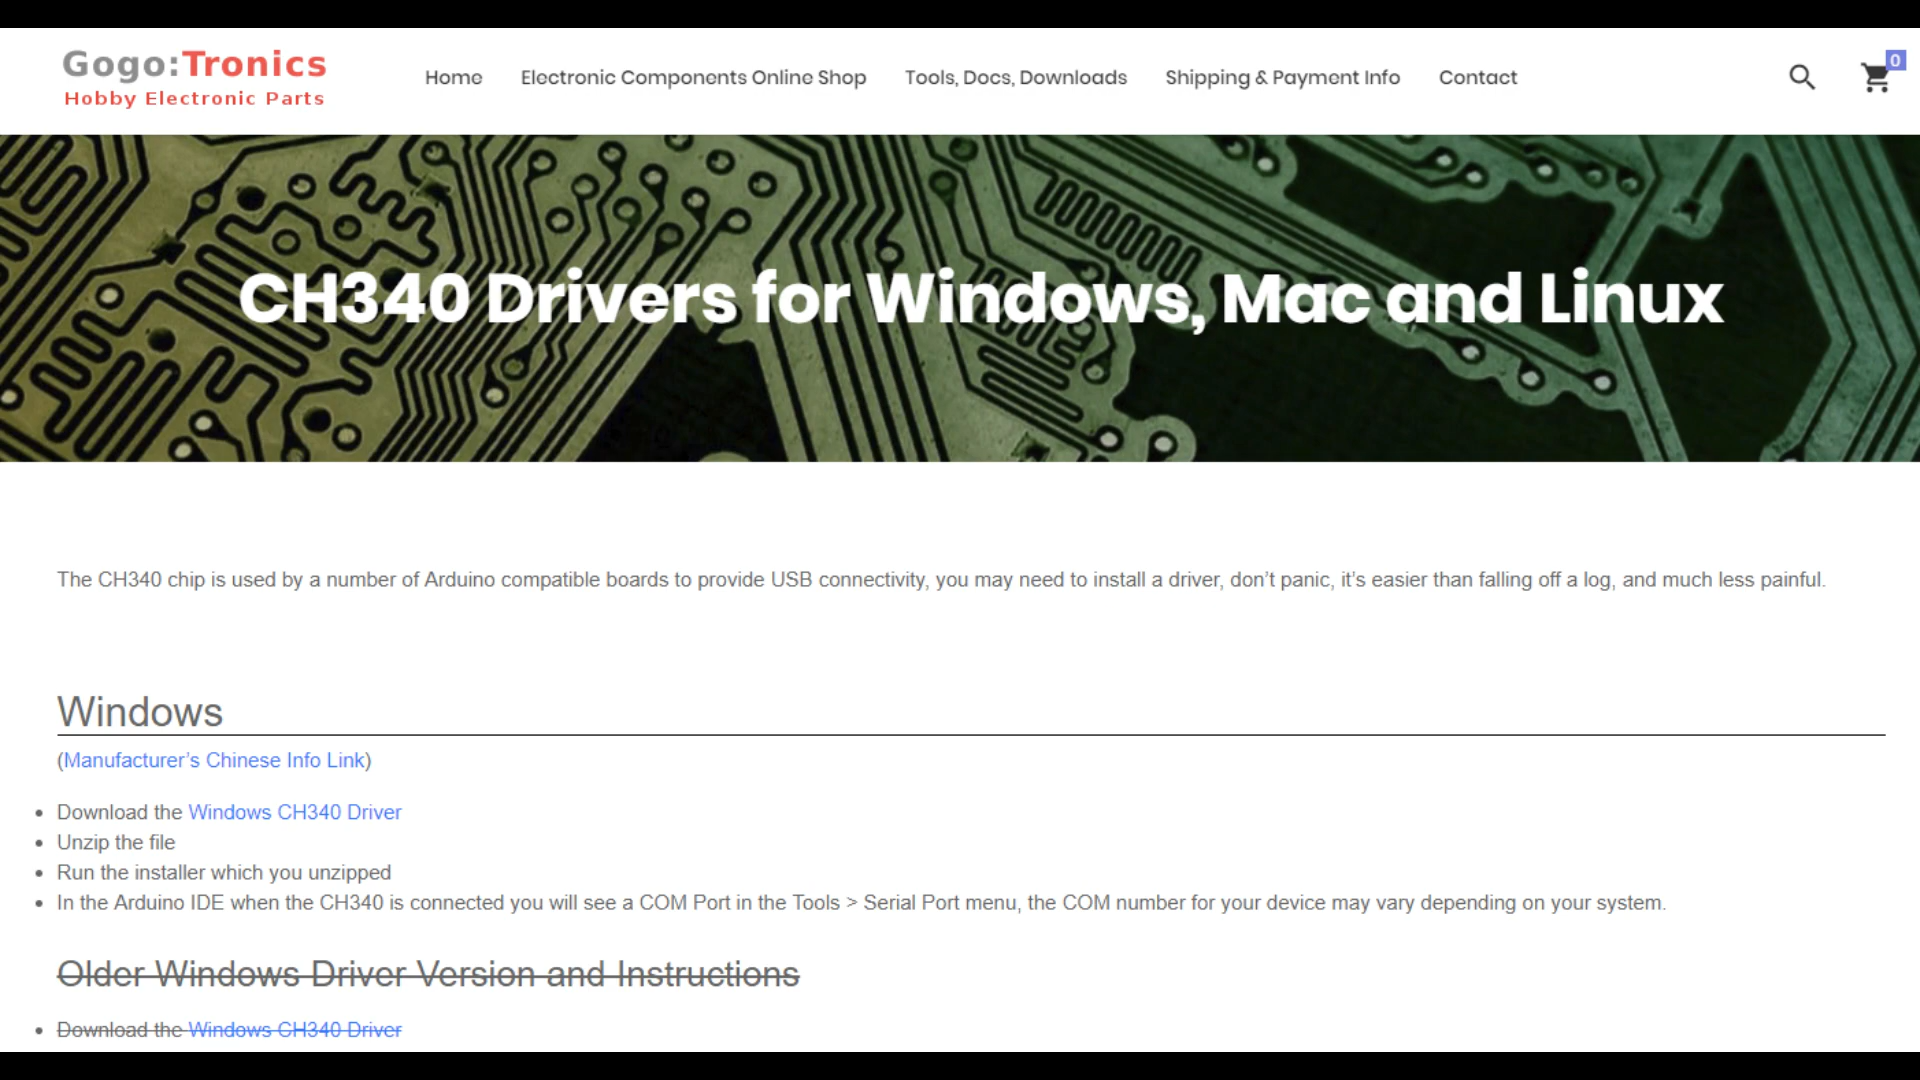 Gogo:Tronics
Hobby Electronic Parts
Home
Electronic Components Online Shop
Tools, Docs, Downloads
Shipping & Payment Info
Contact
0
CH340 Drivers for Windows, Mac and Linux
The CH340 chip is used by a number of Arduino compatible boards to provide USB connectivity, you may need to install a driver, don’t panic, it’s easier than falling off a log, and much less painful.
Windows
(Manufacturer’s Chinese Info Link)
• Download the Windows CH340 Driver
• Unzip the file
• Run the installer which you unzipped
• In the Arduino IDE when the CH340 is connected you will see a COM Port in the Tools > Serial Port menu, the COM number for your device may vary depending on your system.
Older Windows Driver Version and Instructions
• Download the Windows CH340 Driver